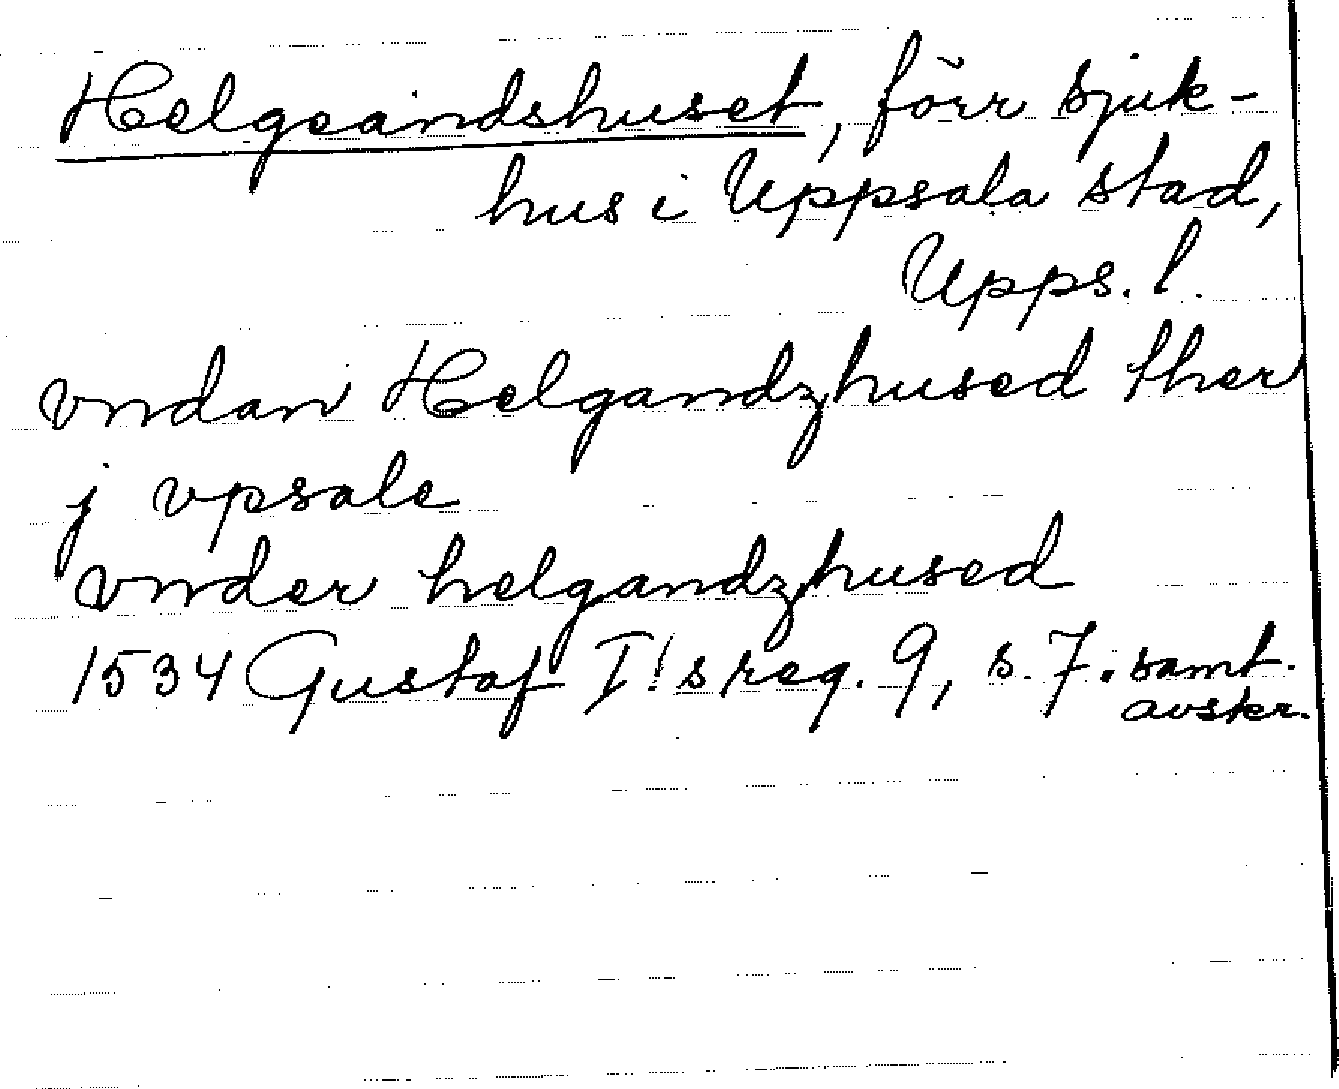 Helgeandshuset, förr sjuk-
hus i Uppsala stad,
Upps. l.
vndan Helgandzhused ther
j vpsale
vnder helgandzhused
1534 Gustaf I:s reg. 9, s. 7. samt.
avskr.